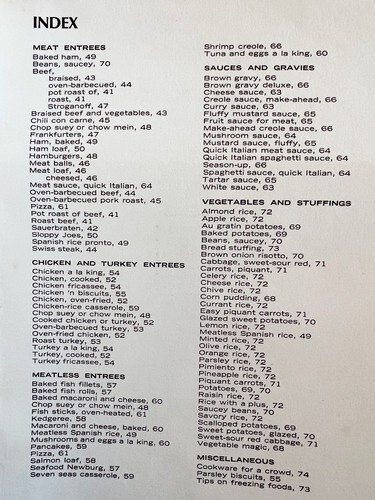 INDEX
MEAT ENTREES
Baked ham, 49
Beans, saucey, 70
Beef,
braised, 43
oven-barbecued, 44
pot roast of, 41
roast, 41
Stroganoff, 47
Braised beef and vegetables, 43
Chili con carne, 45
Chop suey or chow mein, 48
Frankfurters, 47
Ham, baked, 49
Ham loaf, 50
Hamburgers, 48
Meat balls, 46
Meat loaf, 46
cheesed, 46
Meat sauce, quick Italian, 64
Oven-barbecued beef, 44
Oven-barbecued pork roast, 45
Pizza, 61
Pot roast of beef, 41
Roast beef, 41
Sauerbraten, 42
Sloppy Joes, 50
Spanish rice pronto, 49
Swiss steak, 44
CHICKEN AND TURKEY ENTREES
Chicken a la king, 54
Chicken, cooked, 52
Chicken fricassee, 54
Chicken 'n biscuits, 55
Chicken, oven-fried, 52
Chicken-rice casserole, 59
Chop suey or chow mein, 48
Cooked chicken or turkey, 52
Oven-barbecued turkey, 53
Oven-fried chicken, 52
Roast turkey, 53
Turkey a la king, 54
Turkey, cooked, 52
Turkey fricassee, 54
MEATLESS ENTREES
Baked fish fillets, 57
Baked fish rolls, 57
Baked macaroni and cheese, 60
Chop suey or chow mein, 48
Fish sticks, oven-heated, 61
Kedgeree, 58
Macaroni and cheese, baked, 60
Meatless Spanish rice, 49
Mushrooms and eggs a la king, 60
Pancakes, 59
Pizza, 61
Salmon loaf, 58
Seafood Newburg, 57
Seven seas casserole, 59
Shrimp creole, 66
Tuna and eggs a la king, 60
SAUCES AND GRAVIES
Brown gravy, 66
Brown gravy deluxe, 66
Cheese sauce, 63
Creole sauce, make-ahead, 66
Curry sauce, 63
Fluffy mustard sauce, 65
Fruit sauce for meat, 65
Make-ahead creole sauce, 66
Mushroom sauce, 64
Mustard sauce, fluffy, 65
Quick Italian meat sauce, 64
Quick Italian spaghetti sauce, 64
Season-up, 66
Spaghetti sauce, quick Italian, 64
Tartar sauce, 65
White sauce, 63
VEGETABLES AND STUFFINGS
Almond rice, 72
Apple rice, 72
Au gratin potatoes, 69
Baked potatoes, 69
Beans, saucey, 70
Bread stuffing, 73
Brown onion risotto, 70
Cabbage, sweet-sour red, 71
Carrots, piquant, 71
Celery rice, 72
Cheese rice, 72
Chive rice, 72
Corn pudding, 68
Currant rice, 72
Easy piquant carrots, 71
Glazed sweet potatoes, 70
Lemon rice, 72
Meatless Spanish rice, 49
Minted rice, 72
Olive rice, 72
Orange rice, 72
Parsley rice, 72
Pimiento rice, 72
Pineapple rice, 72
Piquant carrots, 71
Potatoes, 69, 70
Raisin rice, 72
Rice with a plus, 72
Saucey beans, 70
Savory rice, 72
Scalloped potatoes, 69
Sweet potatoes, glazed, 70
Sweet-sour red cabbage, 71
Vegetable magic, 68
MISCELLANEOUS
Cookware for a crowd, 74
Parsley biscuits, 55
Tips on freezing foods, 73